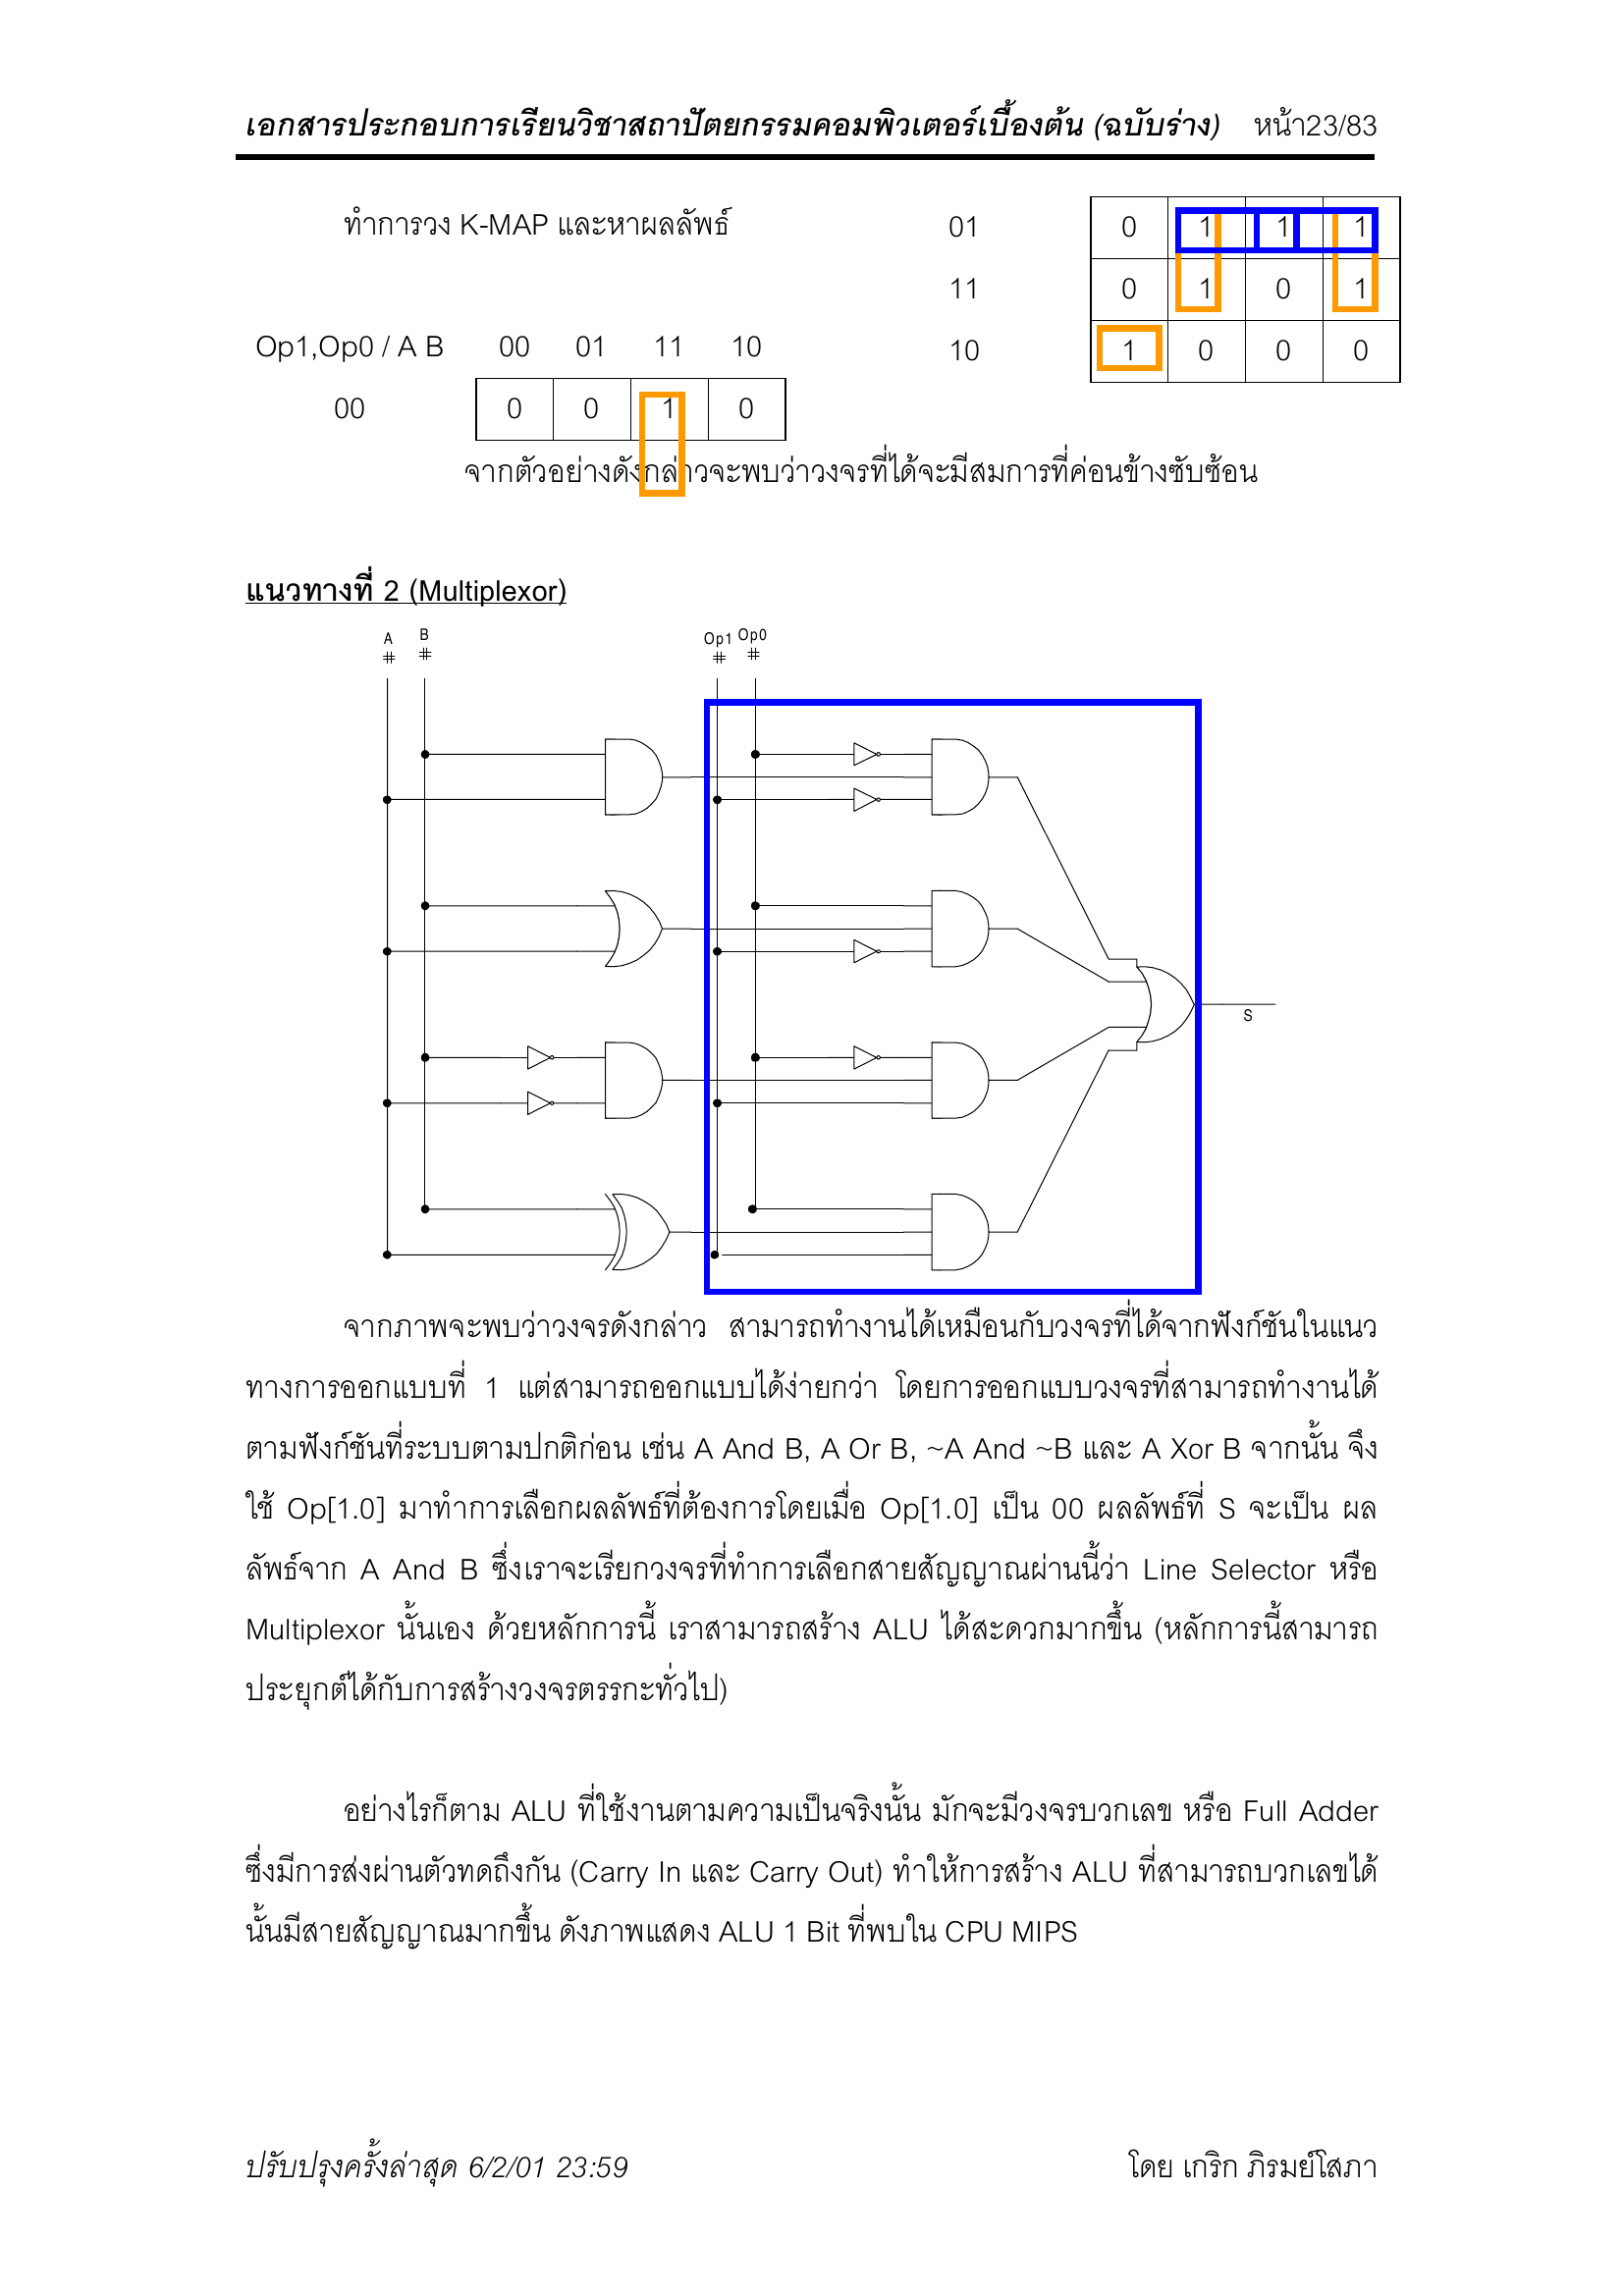 เอกสารประกอบการเรียนวิชาสถาปัตยกรรมคอมพิวเตอร์เบื้องต้น (ฉบับร่าง) หน้า23/83
ทำการวง K-MAP และหาผลลัพธ์
Op1,Op0 / A B 00 01 11 10
00 0 0 1 0
01 0 1 1 1
11 0 1 0 1
10 1 0 0 0
จากตัวอย่างดังกล่าวจะพบว่าวงจรที่ได้จะมีสมการที่ค่อนข้างซับซ้อน
แนวทางที่ 2 (Multiplexor)
A B Op1 Op0
S
จากภาพจะพบว่าวงจรดังกล่าว สามารถทำงานได้เหมือนกับวงจรที่ได้จากฟังก์ชันในแนว
ทางการออกแบบที่ 1 แต่สามารถออกแบบได้ง่ายกว่า โดยการออกแบบวงจรที่สามารถทำงานได้
ตามฟังก์ชันที่ระบบตามปกติก่อน เช่น A And B, A Or B, ~A And ~B และ A Xor B จากนั้น จึง
ใช้ Op[1.0] มาทำการเลือกผลลัพธ์ที่ต้องการโดยเมื่อ Op[1.0] เป็น 00 ผลลัพธ์ที่ S จะเป็น ผล
ลัพธ์จาก A And B ซึ่งเราจะเรียกวงจรที่ทำการเลือกสายสัญญาณผ่านนี้ว่า Line Selector หรือ
Multiplexor นั้นเอง ด้วยหลักการนี้ เราสามารถสร้าง ALU ได้สะดวกมากขึ้น (หลักการนี้สามารถ
ประยุกต์ได้กับการสร้างวงจรตรรกะทั่วไป)
อย่างไรก็ตาม ALU ที่ใช้งานตามความเป็นจริงนั้น มักจะมีวงจรบวกเลข หรือ Full Adder
ซึ่งมีการส่งผ่านตัวทดถึงกัน (Carry In และ Carry Out) ทำให้การสร้าง ALU ที่สามารถบวกเลขได้
นั้นมีสายสัญญาณมากขึ้น ดังภาพแสดง ALU 1 Bit ที่พบใน CPU MIPS
ปรับปรุงครั้งล่าสุด 6/2/01 23:59 โดย เกริก ภิรมย์โสภา